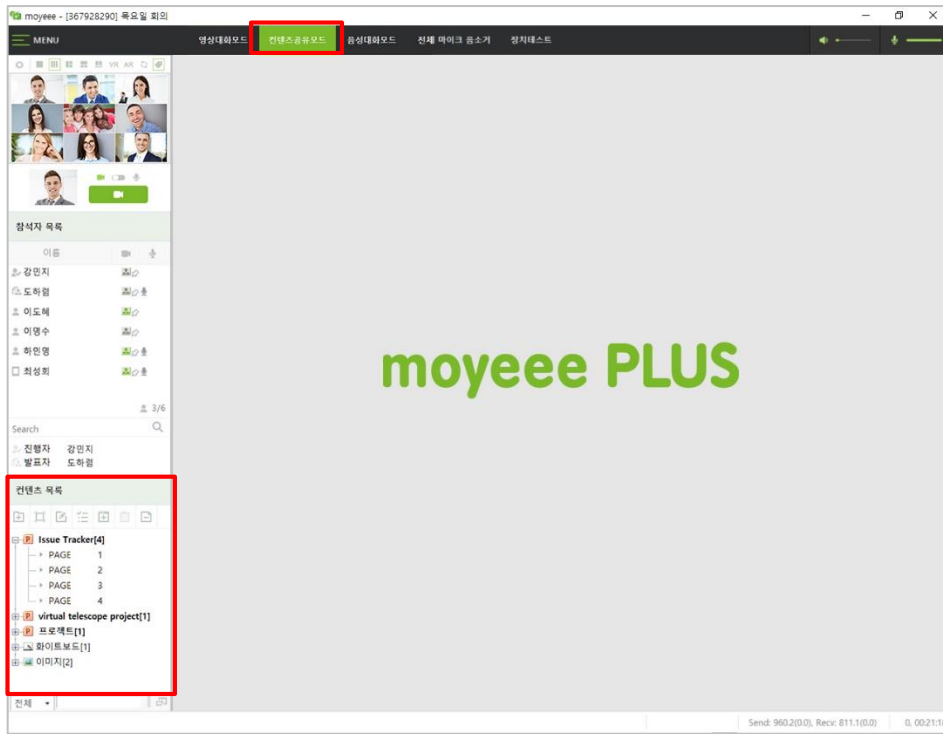 moyeee - [367928290] 목요일 회의
MENU
영상대화모드 컨텐츠공유모드 음성대화모드 전체 마이크 음소거 장치테스트
VR AR
참석자 목록
이름
강민지
도하렴
이도혜
이명수
하인영
최성희
3/6
Search
진행자 강민지
발표자 도하렴
moyeee PLUS
컨텐츠 목록
Issue Tracker[4]
PAGE 1
PAGE 2
PAGE 3
PAGE 4
virtual telescope project[1]
프로젝트[1]
화이트보드[1]
이미지[2]
전체
Send: 960.2(0.0), Recv: 811.1(0.0)